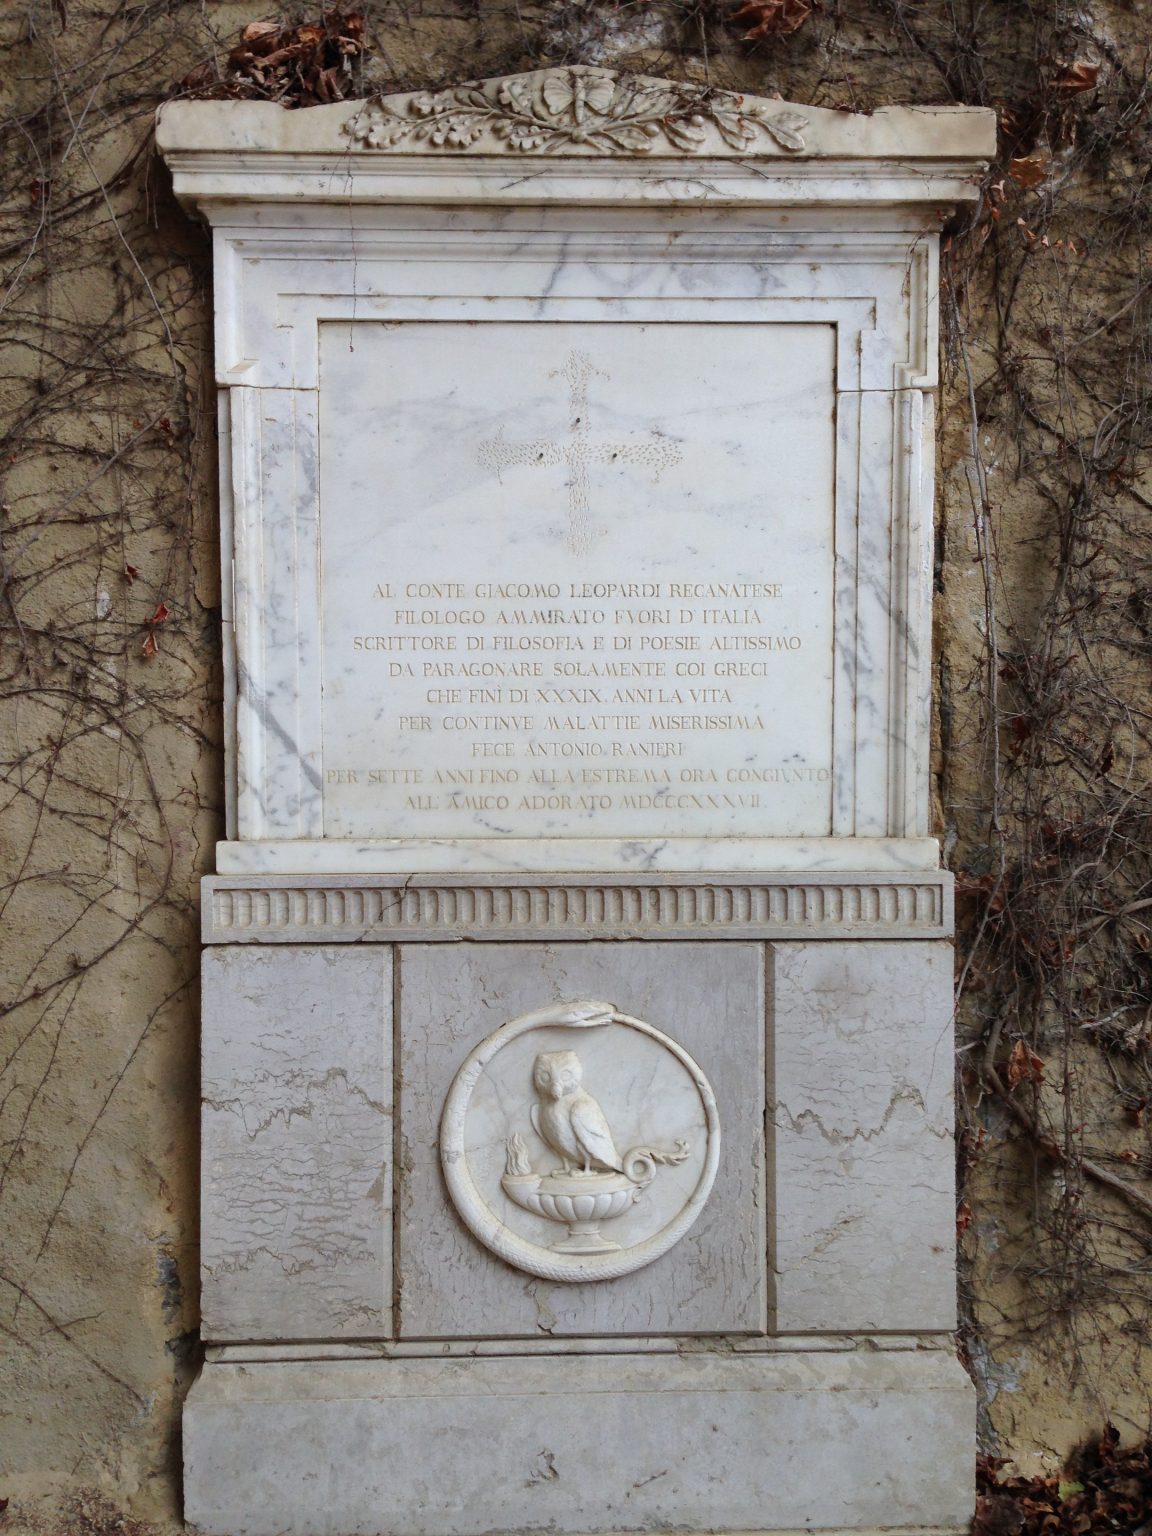 AL CONTE GIACOMO LEOPARDI RECANATESE
FILOLOGO AMMIRATO FVORI D'ITALIA
SCRITTORE DI FILOSOFIA E DI POESIE ALTISSIMO
DA PARAGONARE SOLAMENTE COI GRECI
CHE FINÌ DI XXXIX. ANNI LA VITA
PER CONTINVE MALATTIE MISERISSIMA
FECE ANTONIO RANIERI
PER SETTE ANNI FINO ALLA ESTREMA ORA CONGIVNTO
ALL' AMICO ADORATO MDCCCXXXVII.